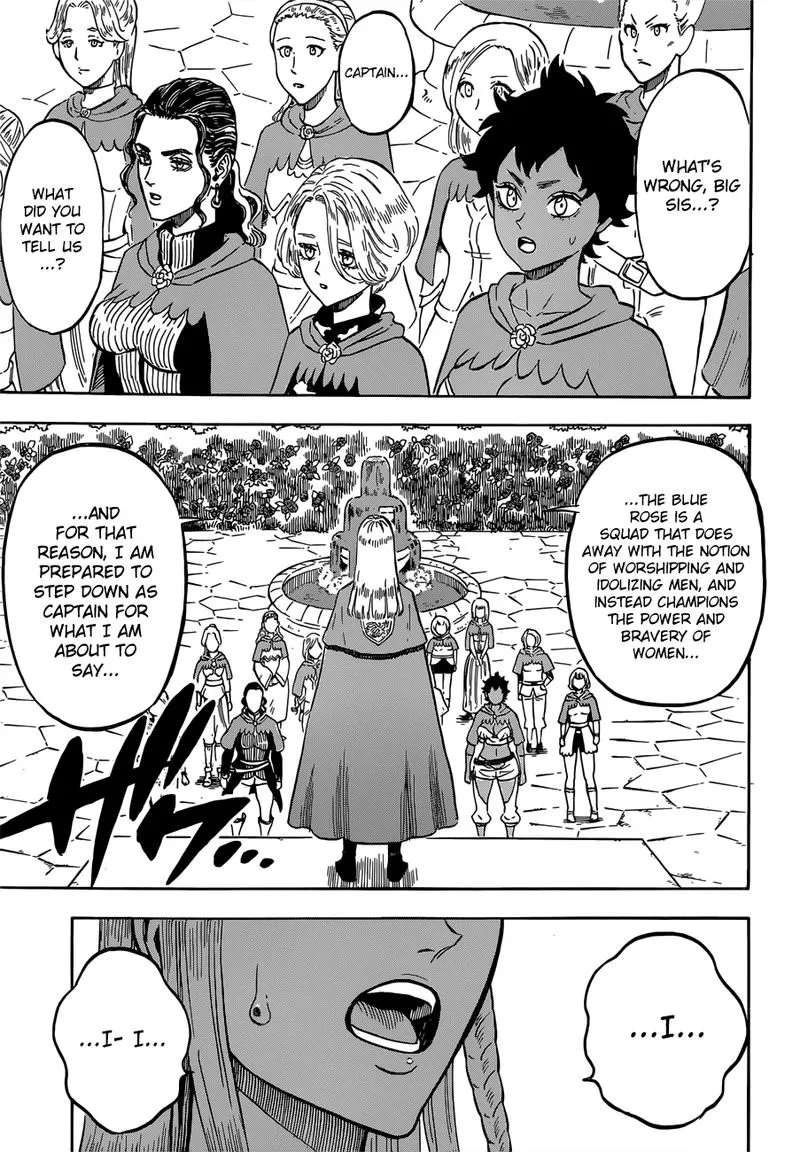 WHAT'S
WRONG, BIG
SIS...?
CAPTAIN...
WHAT
DID YOU
WANT TO
TELL US
...?
...THE BLUE
ROSE IS A
SQUAD THAT DOES
AWAY WITH THE NOTION
OF WORSHIPPING AND
IDOLIZING MEN, AND
INSTEAD CHAMPIONS
THE POWER AND
BRAVERY OF
WOMEN...
...AND
FOR THAT
REASON, I AM
PREPARED TO
STEP DOWN AS
CAPTAIN FOR
WHAT I AM
ABOUT TO
SAY...
ザワ...
...I...
...I- I...